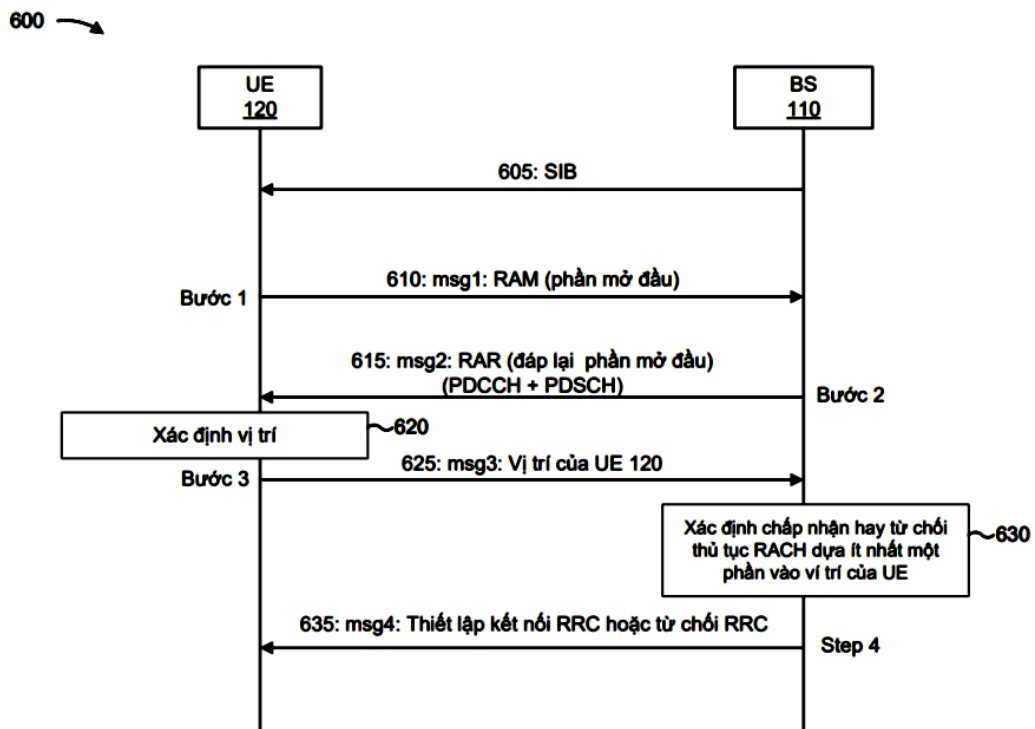 600
UE
120
BS
110
605: SIB
610: msg1: RAM (phần mở đầu)
Bước 1
615: msg2: RAR (đáp lại phần mở đầu)
(PDCCH + PDSCH)
Bước 2
Xác định vị trí
620
Bước 3
625: msg3: Vị trí của UE 120
Xác định chấp nhận hay từ chối
thủ tục RACH dựa ít nhất một
phần vào ví trí của UE
630
635: msg4: Thiết lập kết nối RRC hoặc từ chối RRC
Step 4